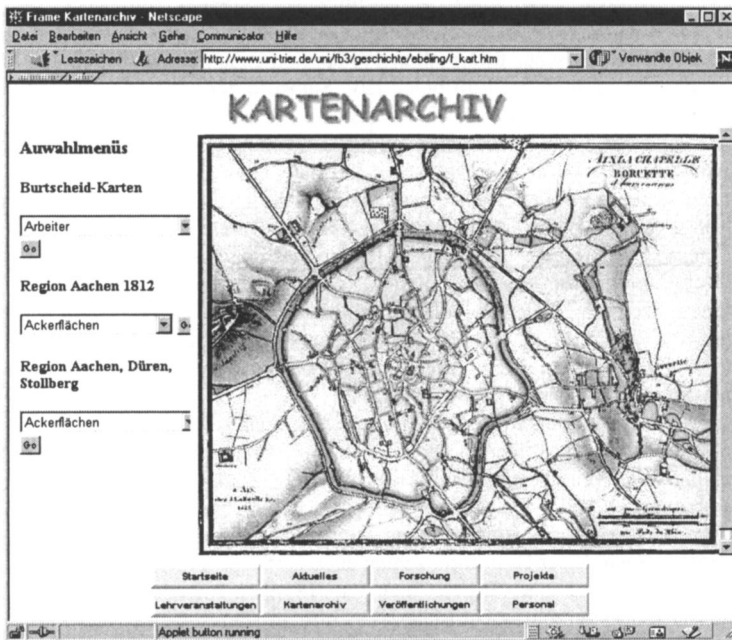 Frame Kartenarchiv - Netscape
Datei Bearbeiten Ansicht Gehe Communicator Hilfe
Lesezeichen Adresse: http://www.uni-trier.de/uni/fb3/geschichte/ebeling/f_kart.htm Verwandte Objek N
KARTENARCHIV
Auwahlmenüs
Burtscheid-Karten
Arbeiter
Go
Region Aachen 1812
Ackerflächen
Region Aachen, Düren,
Stollberg
Ackerflächen
Go
AIX LA CHAPELLE
BORCETTE
Startseite Aktuelles Forschung Projekte
Lehrveranstaltungen Kartenarchiv Veröffentlichungen Personal
Applet button running